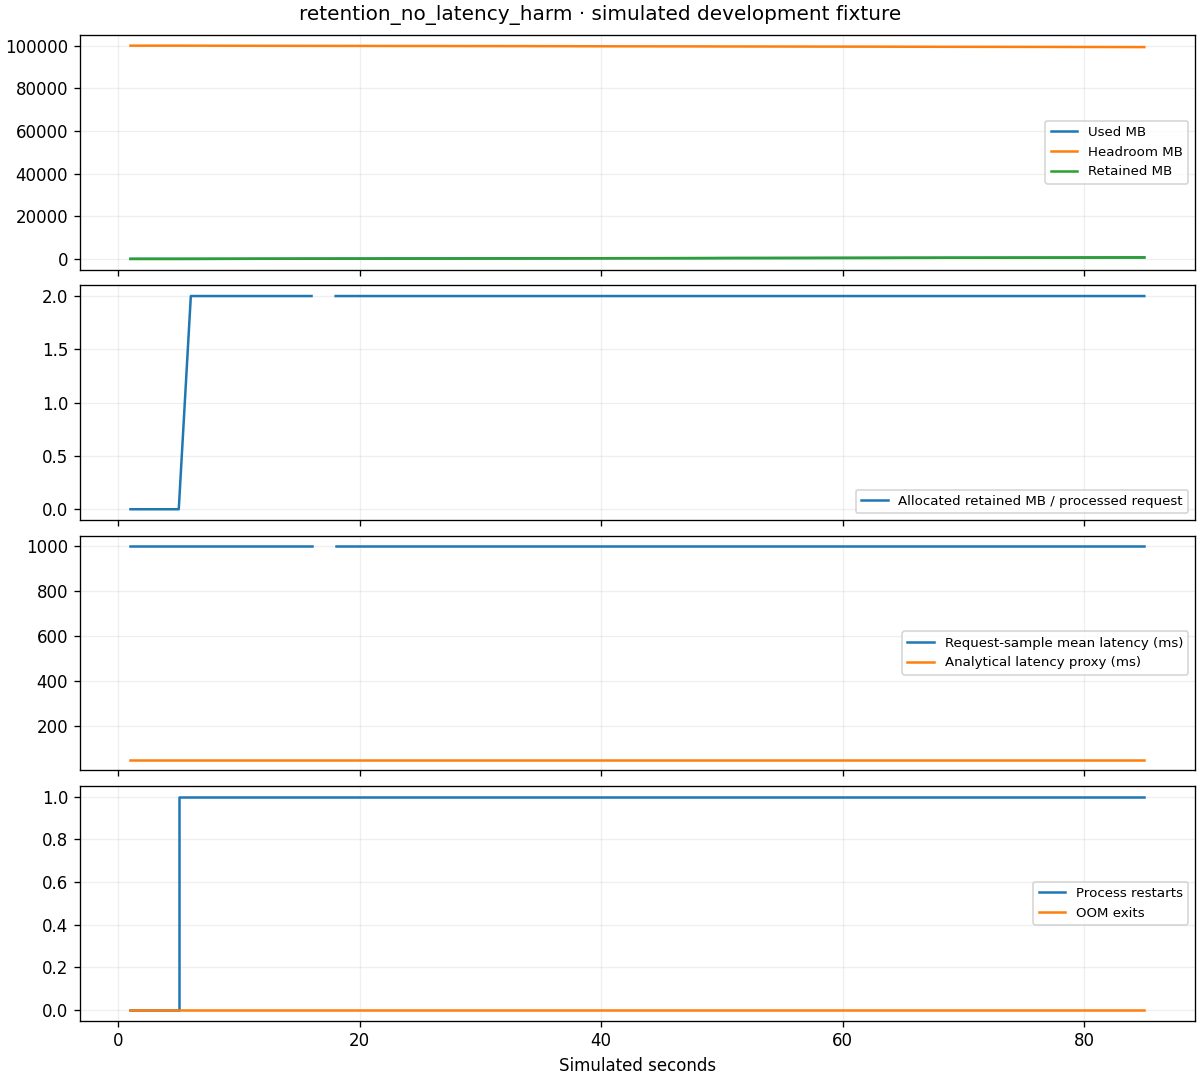 retention_no_latency_harm · simulated development fixture
100000
80000
60000
40000
20000
0
Used MB
Headroom MB
Retained MB
2.0
1.5
1.0
0.5
0.0
Allocated retained MB / processed request
1000
800
600
400
200
Request-sample mean latency (ms)
Analytical latency proxy (ms)
1.0
0.8
0.6
0.4
0.2
0.0
Process restarts
OOM exits
0 20 40 60 80
Simulated seconds